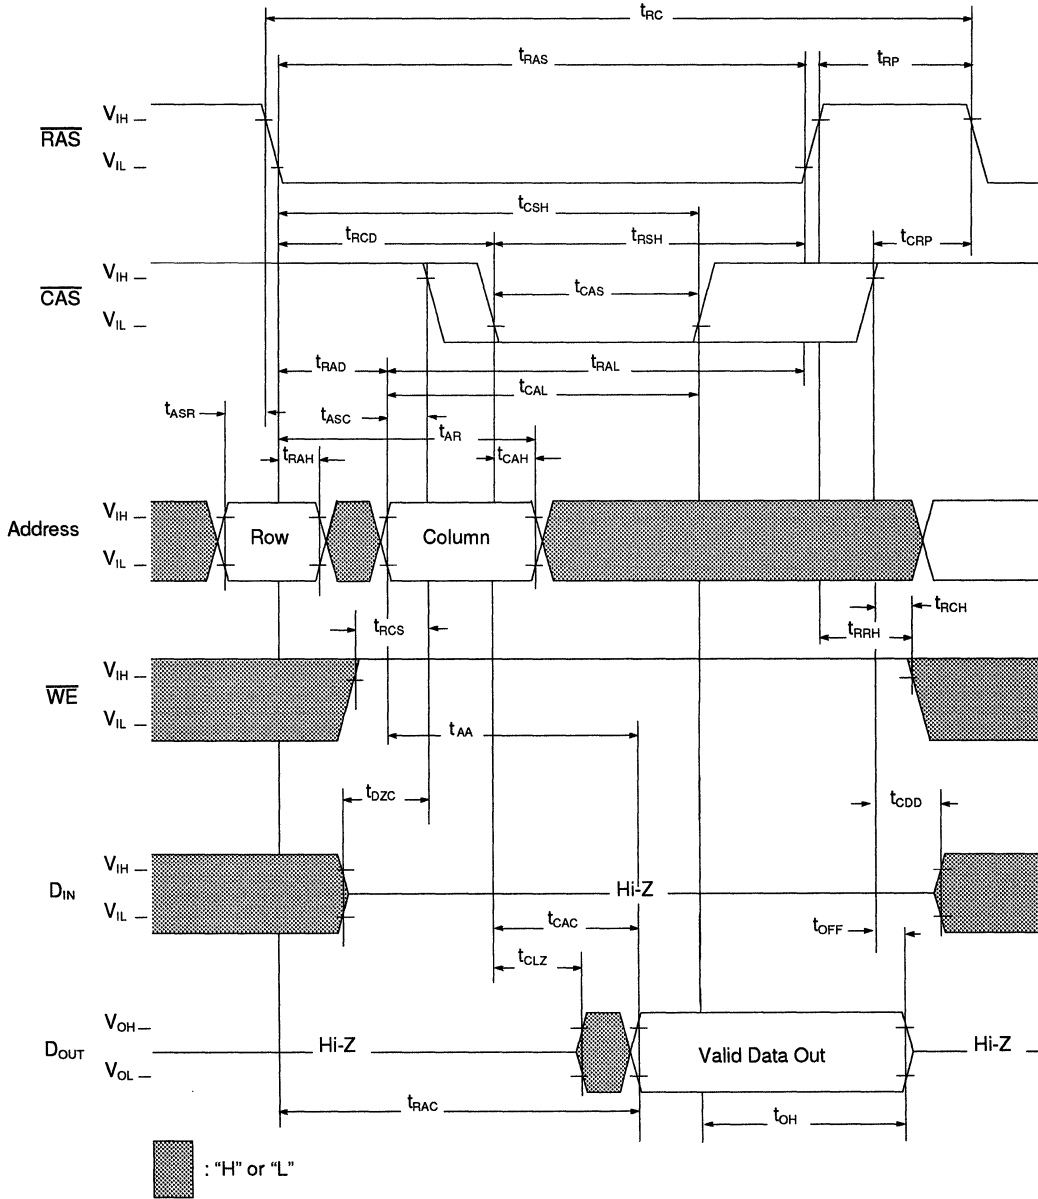 tRC
tRAS
tRP
RAS
VIH
VIL
tCSH
tRCD
tRSH
tCRP
CAS
VIH
VIL
tCAS
tRAD
tRAL
tCAL
tASR
tASC
tAR
tRAH
tCAH
Address
VIH
VIL
Row
Column
tRCH
tRCS
tRRH
WE
VIH
VIL
tAA
tDZC
tCDD
DIN
VIH
VIL
Hi-Z
tCAC
tOFF
tCLZ
DOUT
VOH
VOL
Hi-Z
Valid Data Out
Hi-Z
tRAC
tOH
: “H” or “L”